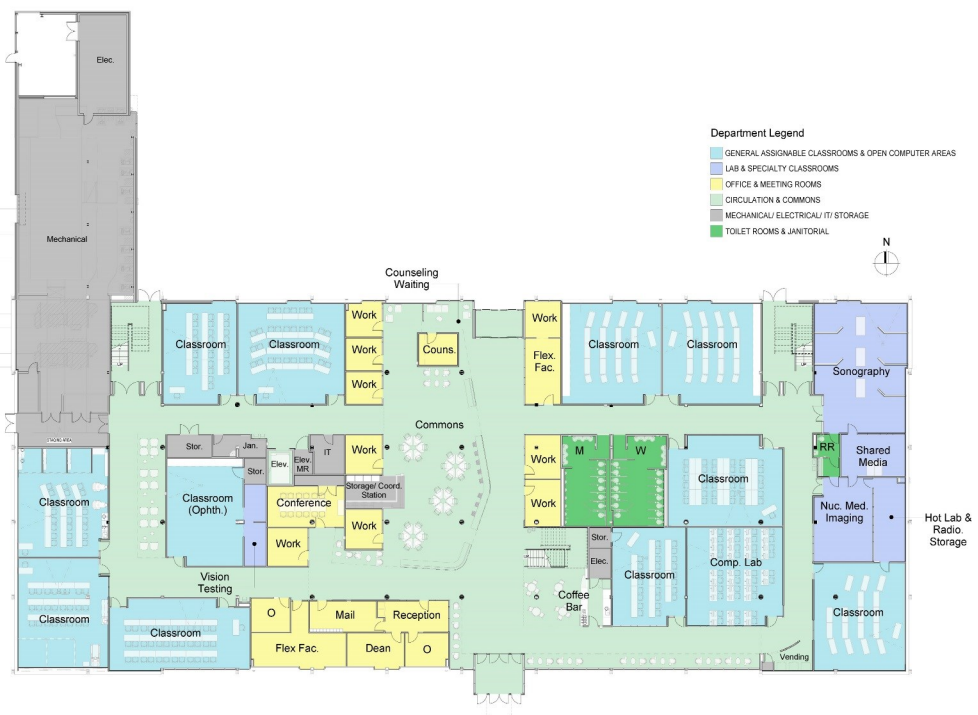 Elec.
Department Legend
GENERAL ASSIGNABLE CLASSROOMS & OPEN COMPUTER AREAS
LAB & SPECIALTY CLASSROOMS
OFFICE & MEETING ROOMS
CIRCULATION & COMMONS
MECHANICAL/ ELECTRICAL/ IT/ STORAGE
TOILET ROOMS & JANITORIAL
N
Mechanical
Counseling
Waiting
Work
Work
Classroom
Classroom
Work
Couns.
Flex.
Fac.
Classroom
Classroom
Sonography
Work
Commons
STAGING AREA
Stor.
Jan.
Elev.
Elev.
MR
IT
Work
Work
M
W
RR
Shared
Media
Stor.
Classroom
(Ophth.)
Storage/ Coord.
Station
Classroom
Classroom
Conference
Work
Work
Nuc. Med.
Imaging
Hot Lab &
Radio.
Storage
Work
Stor.
Elec.
Classroom
Comp. Lab
Vision
Testing
Coffee
Bar
Classroom
Classroom
Classroom
O
Mail
Reception
Flex Fac.
Dean
O
Vending